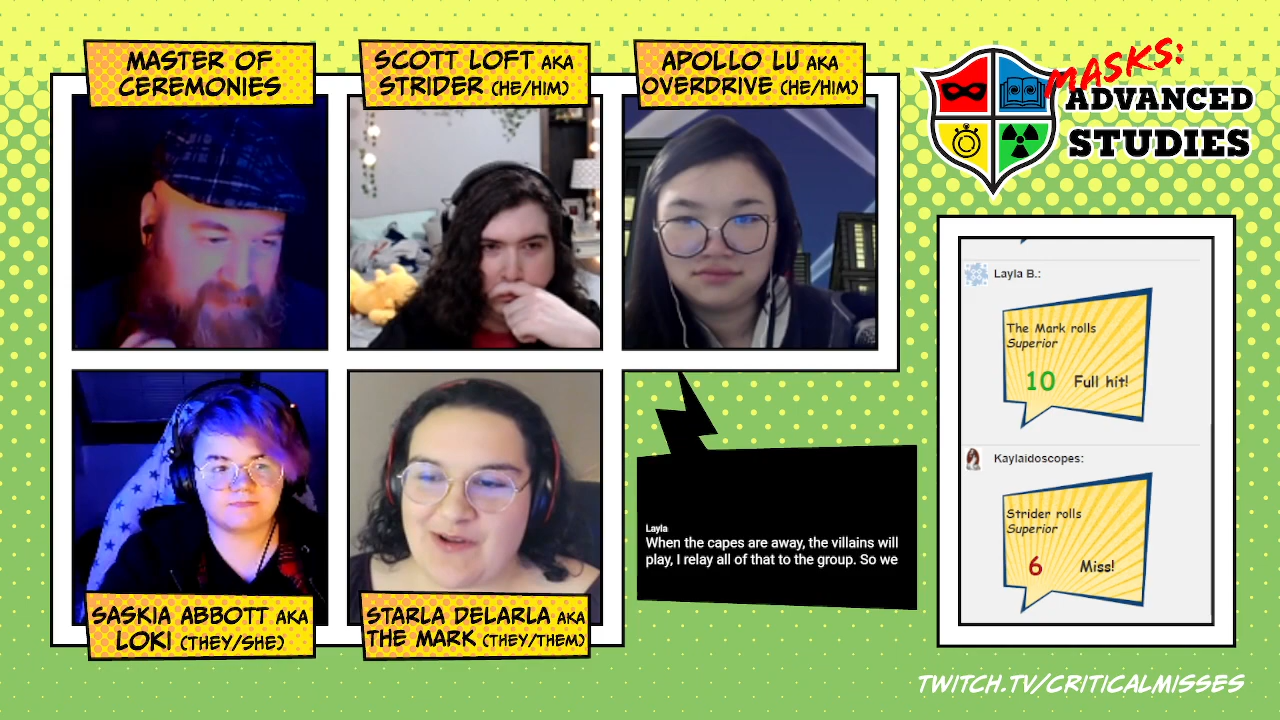 MASTER OF
CEREMONIES
SCOTT LOFT AKA
STRIDER (HE/HIM)
APOLLO LU AKA
OVERDRIVE (HE/HIM)
MASKS:
ADVANCED
STUDIES
Layla B.:
The Mark rolls
Superior
10 Full hit!
Kaylaidoscopes:
Strider rolls
Superior
6 Miss!
Layla
When the capes are away, the villains will
play, I relay all of that to the group. So we
SASKIA ABBOTT AKA
LOKI (THEY/SHE)
STARLA DELARLA AKA
THE MARK (THEY/THEM)
TWITCH.TV/CRITICALMISSES